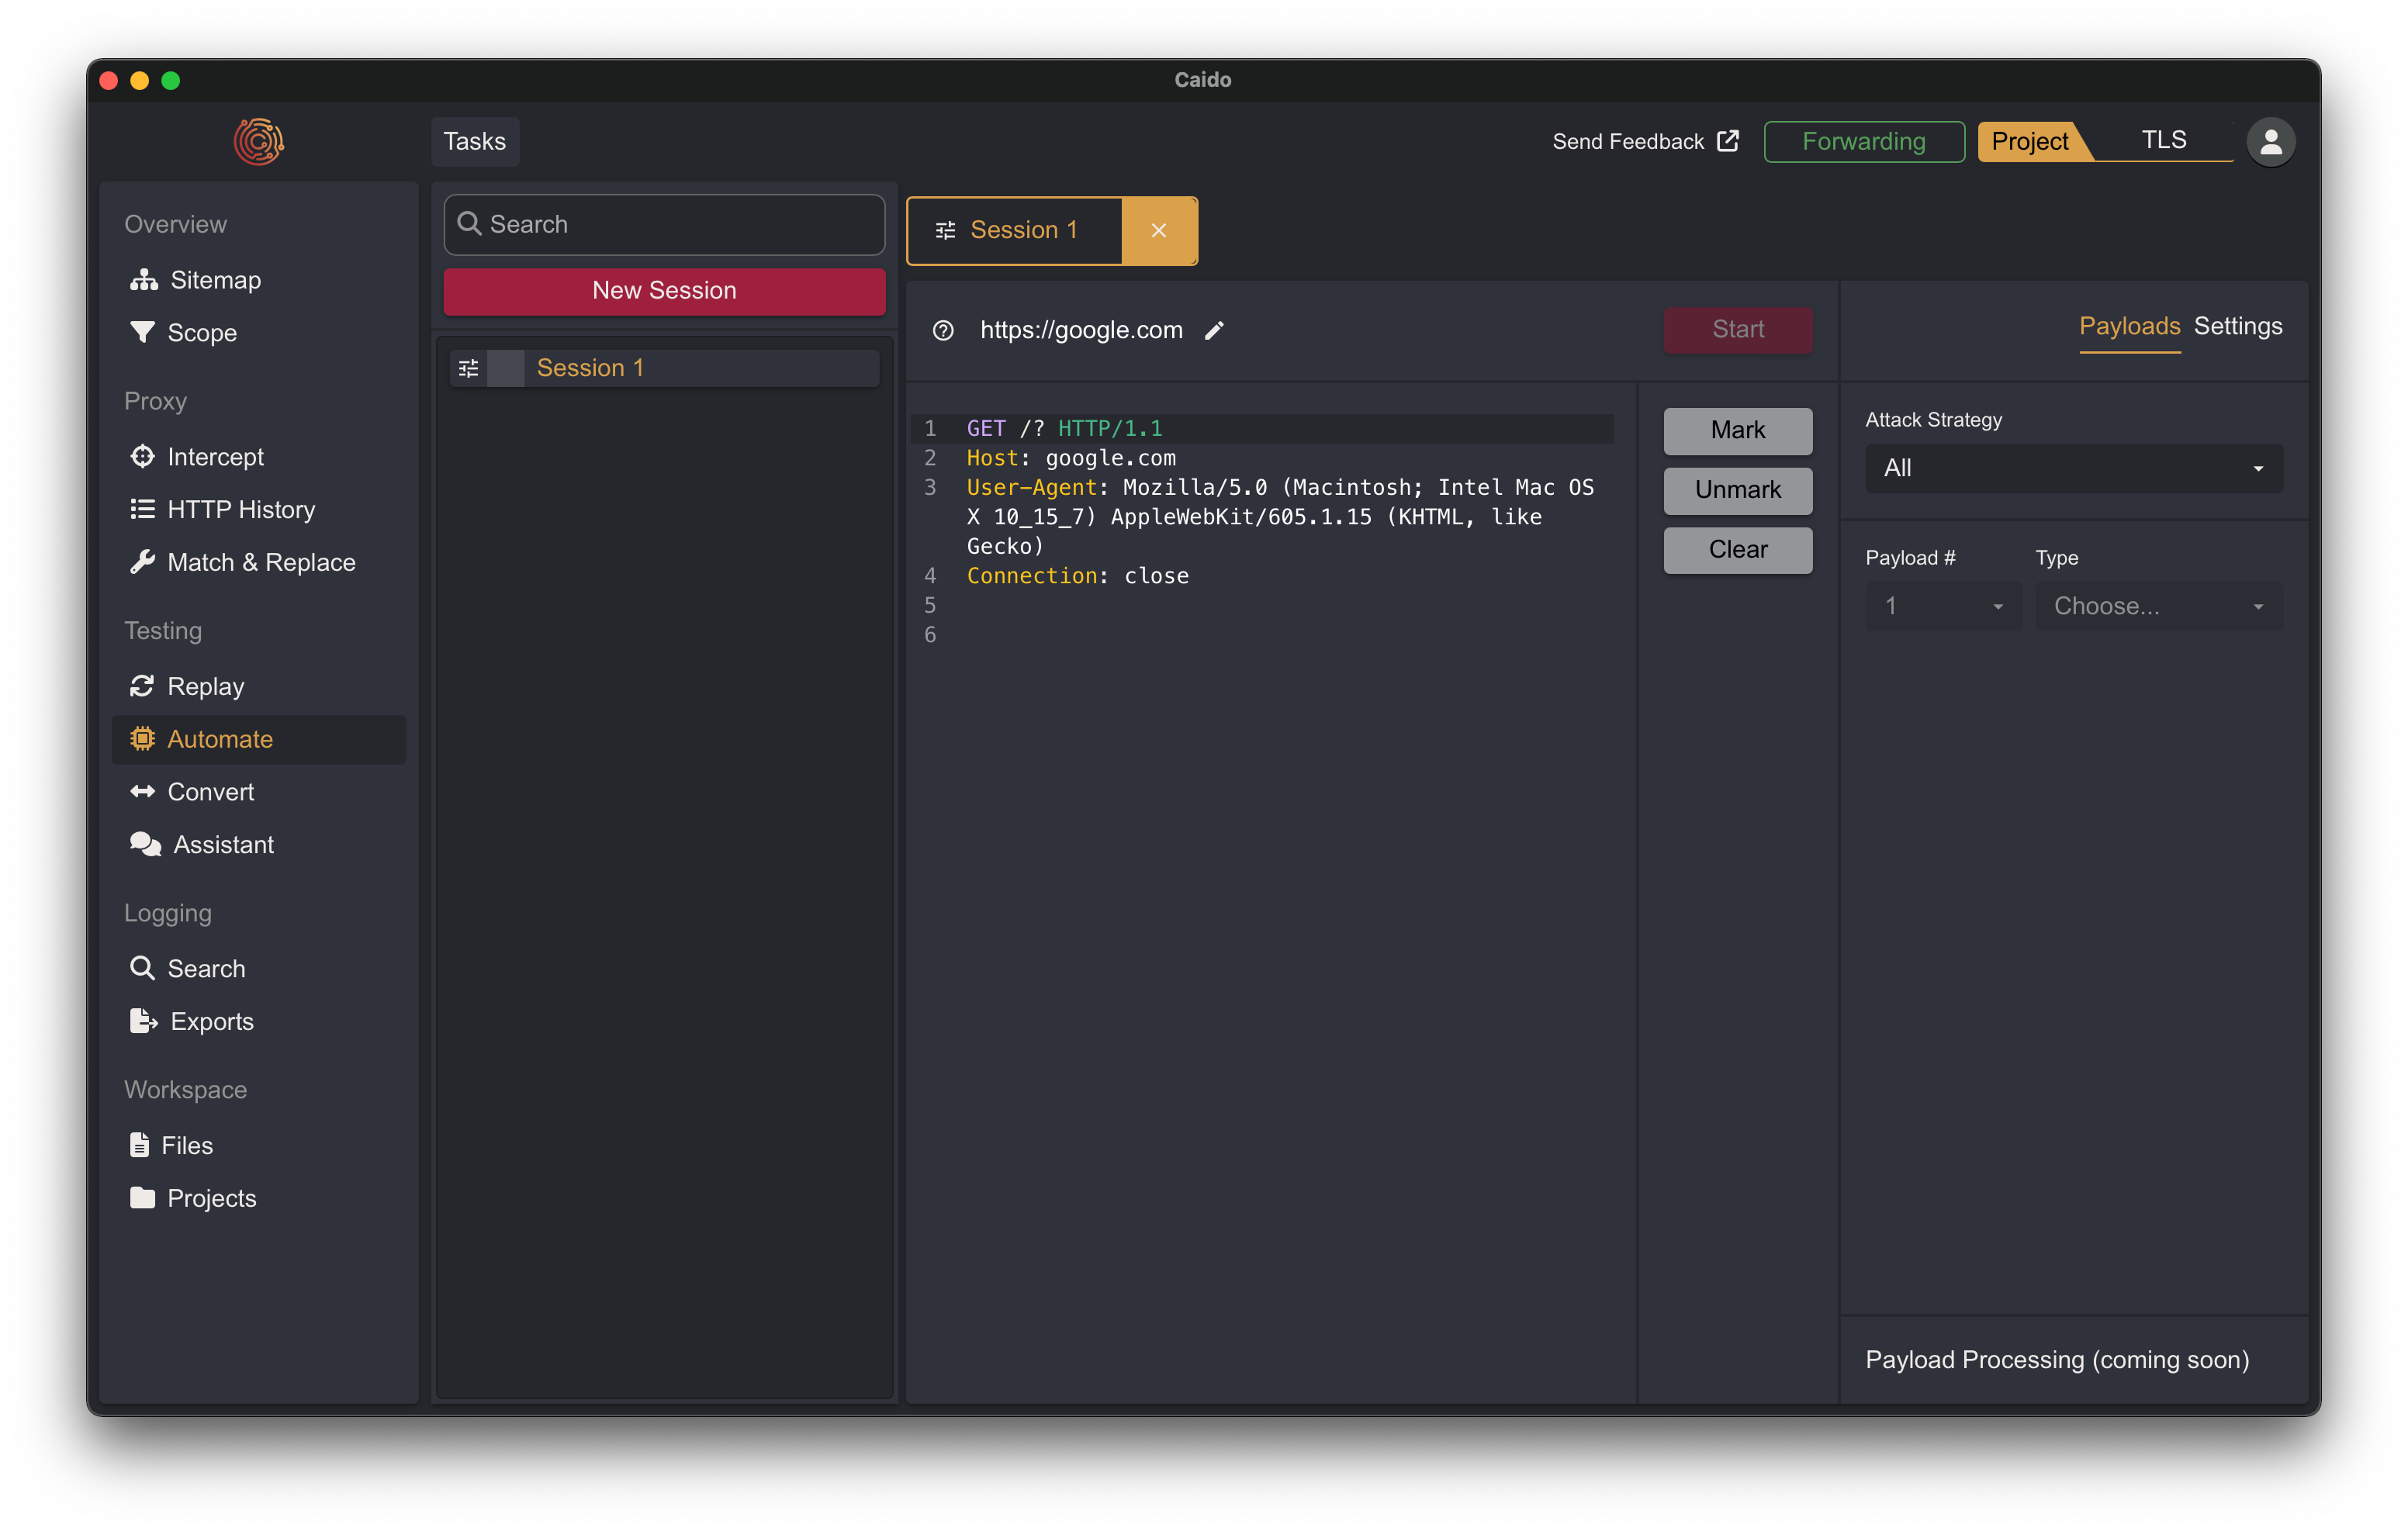 Caido
Tasks
Send Feedback
Forwarding
Project
TLS
Overview
Sitemap
Scope
Proxy
Intercept
HTTP History
Match & Replace
Testing
Replay
Automate
Convert
Assistant
Logging
Search
Exports
Workspace
Files
Projects
Search
New Session
Session 1
Session 1
https://google.com
Start
1 GET /? HTTP/1.1
2 Host: google.com
3 User-Agent: Mozilla/5.0 (Macintosh; Intel Mac OS
X 10_15_7) AppleWebKit/605.1.15 (KHTML, like
Gecko)
4 Connection: close
5
6
Mark
Unmark
Clear
Payloads Settings
Attack Strategy
All
Payload # Type
1 Choose...
Payload Processing (coming soon)